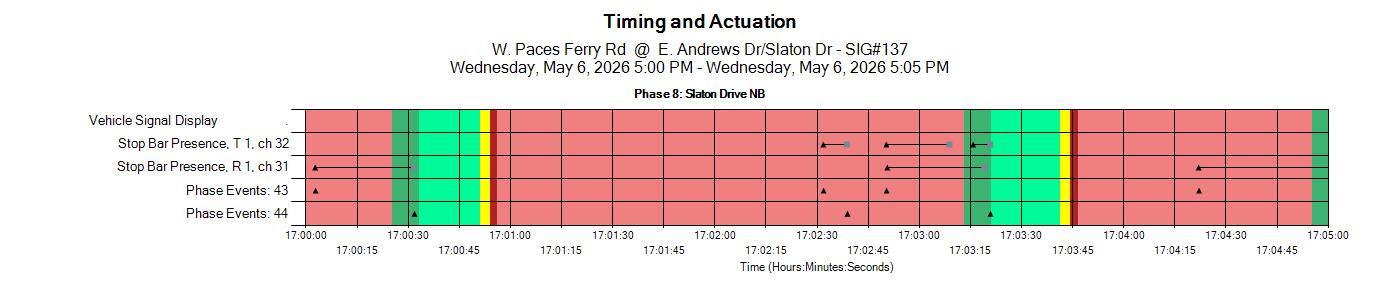 Timing and Actuation
W. Paces Ferry Rd @ E. Andrews Dr/Slaton Dr - SIG#137
Wednesday, May 6, 2026 5:00 PM - Wednesday, May 6, 2026 5:05 PM
Phase 8: Slaton Drive NB
Vehicle Signal Display .
Stop Bar Presence, T 1, ch 32
Stop Bar Presence, R 1, ch 31
Phase Events: 43
Phase Events: 44
17:00:00 17:00:30 17:01:00 17:01:30 17:02:00 17:02:30 17:03:00 17:03:30 17:04:00 17:04:30 17:05:00
17:00:15 17:00:45 17:01:15 17:01:45 17:02:15 17:02:45 17:03:15 17:03:45 17:04:15 17:04:45
Time (Hours:Minutes:Seconds)